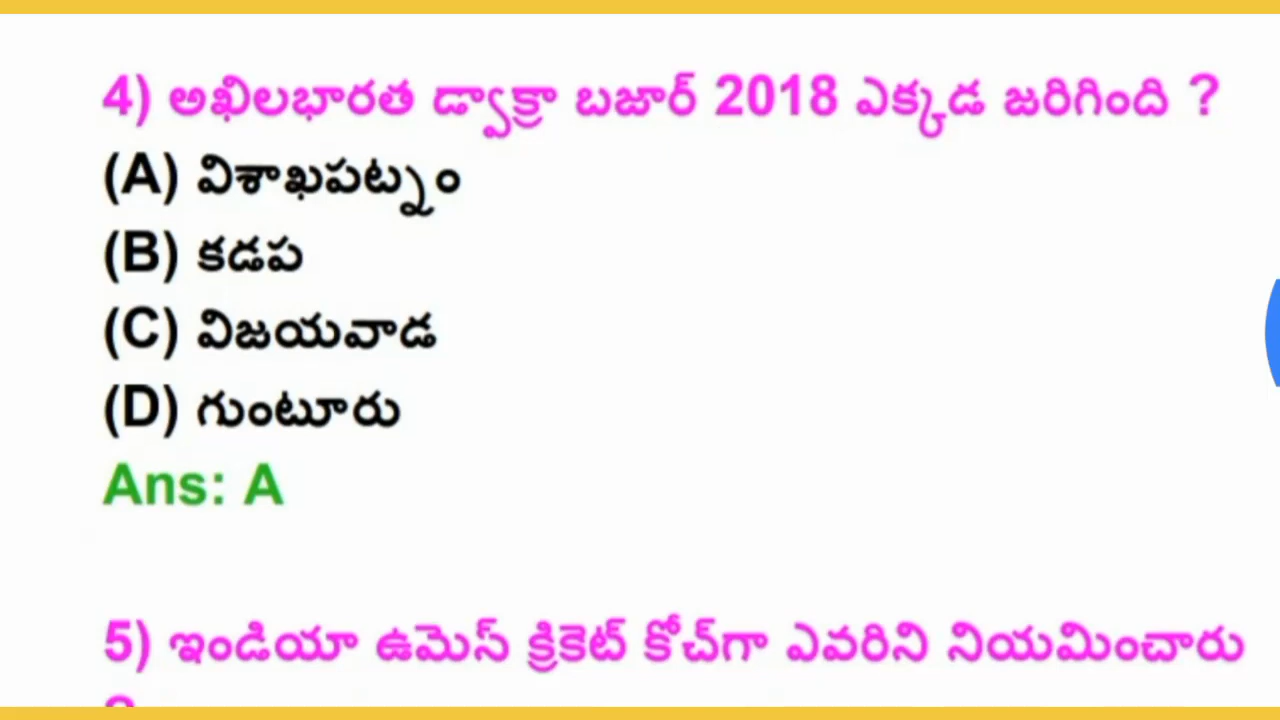 4) అఖిలభారత డ్వాక్రా బజార్ 2018 ఎక్కడ జరిగింది ?
(A) విశాఖపట్నం
(B) కడప
(C) విజయవాడ
(D) గుంటూరు
Ans: A
5) ఇండియా ఉమెస్ క్రికెట్ కోచ్‌గా ఎవరిని నియమించారు
?